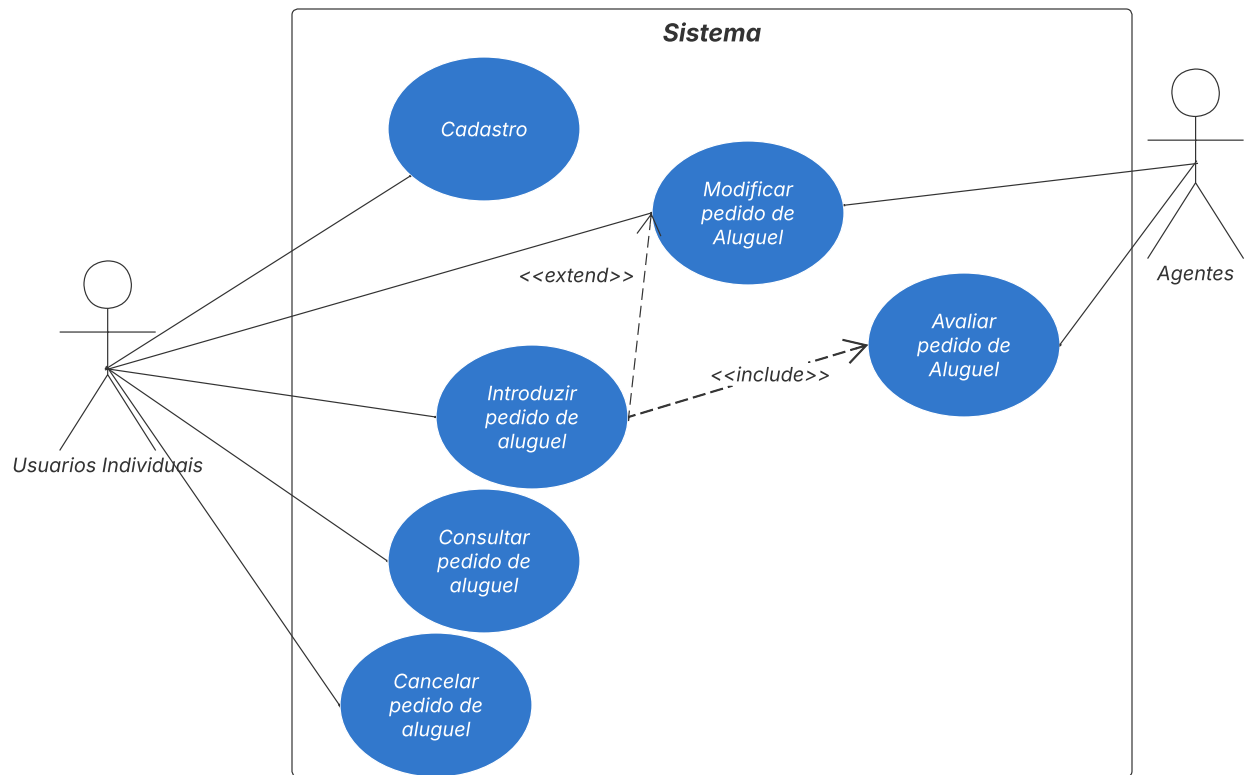 Sistema
Cadastro
Modificar
pedido de
Aluguel
Agentes
<<extend>>
Avaliar
pedido de
Aluguel
<<include>>
Introduzir
pedido de
aluguel
Usuarios Individuais
Consultar
pedido de
aluguel
Cancelar
pedido de
aluguel